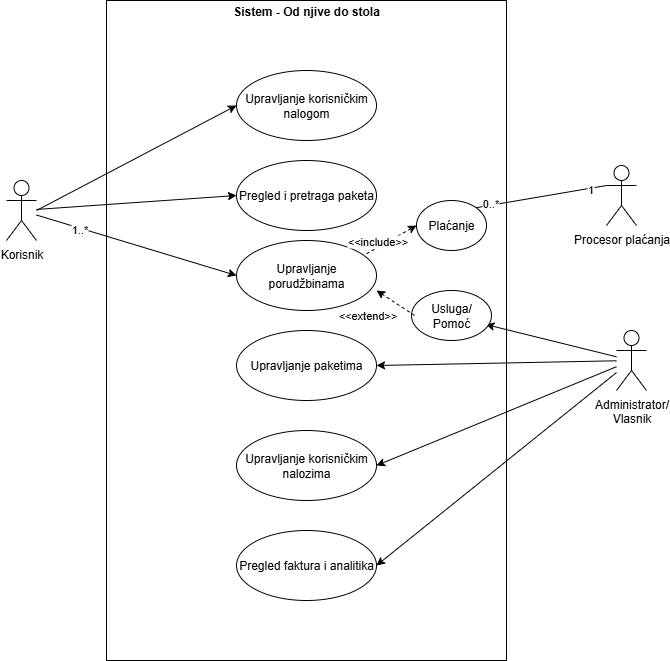 Sistem - Od njive do stola
Upravljanje korisničkim
nalogom
Pregled i pretraga paketa
Korisnik
1..*
Upravljanje
porudžbinama
<<include>>
Plaćanje
0..*
1
Procesor plaćanja
<<extend>>
Usluga/
Pomoć
Upravljanje paketima
Administrator/
Vlasnik
Upravljanje korisničkim
nalozima
Pregled faktura i analitika